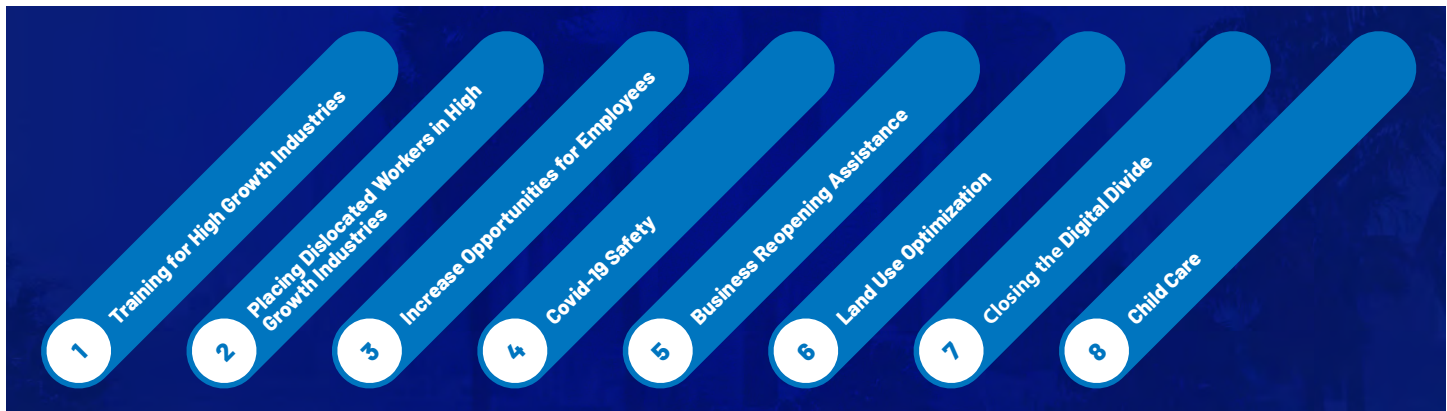 1
Training for High Growth Industries
2
Placing Dislocated Workers in High
Growth Industries
3
Increase Opportunities for Employees
4
Covid-19 Safety
5
Business Reopening Assistance
6
Land Use Optimization
7
Closing the Digital Divide
8
Child Care